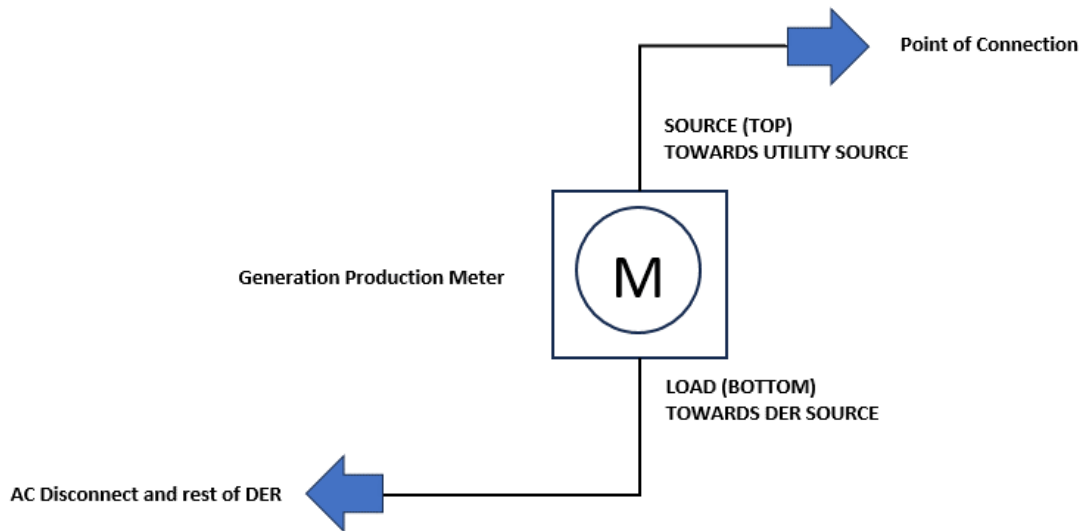 Point of Connection
SOURCE (TOP)
TOWARDS UTILITY SOURCE
Generation Production Meter
M
LOAD (BOTTOM)
TOWARDS DER SOURCE
AC Disconnect and rest of DER